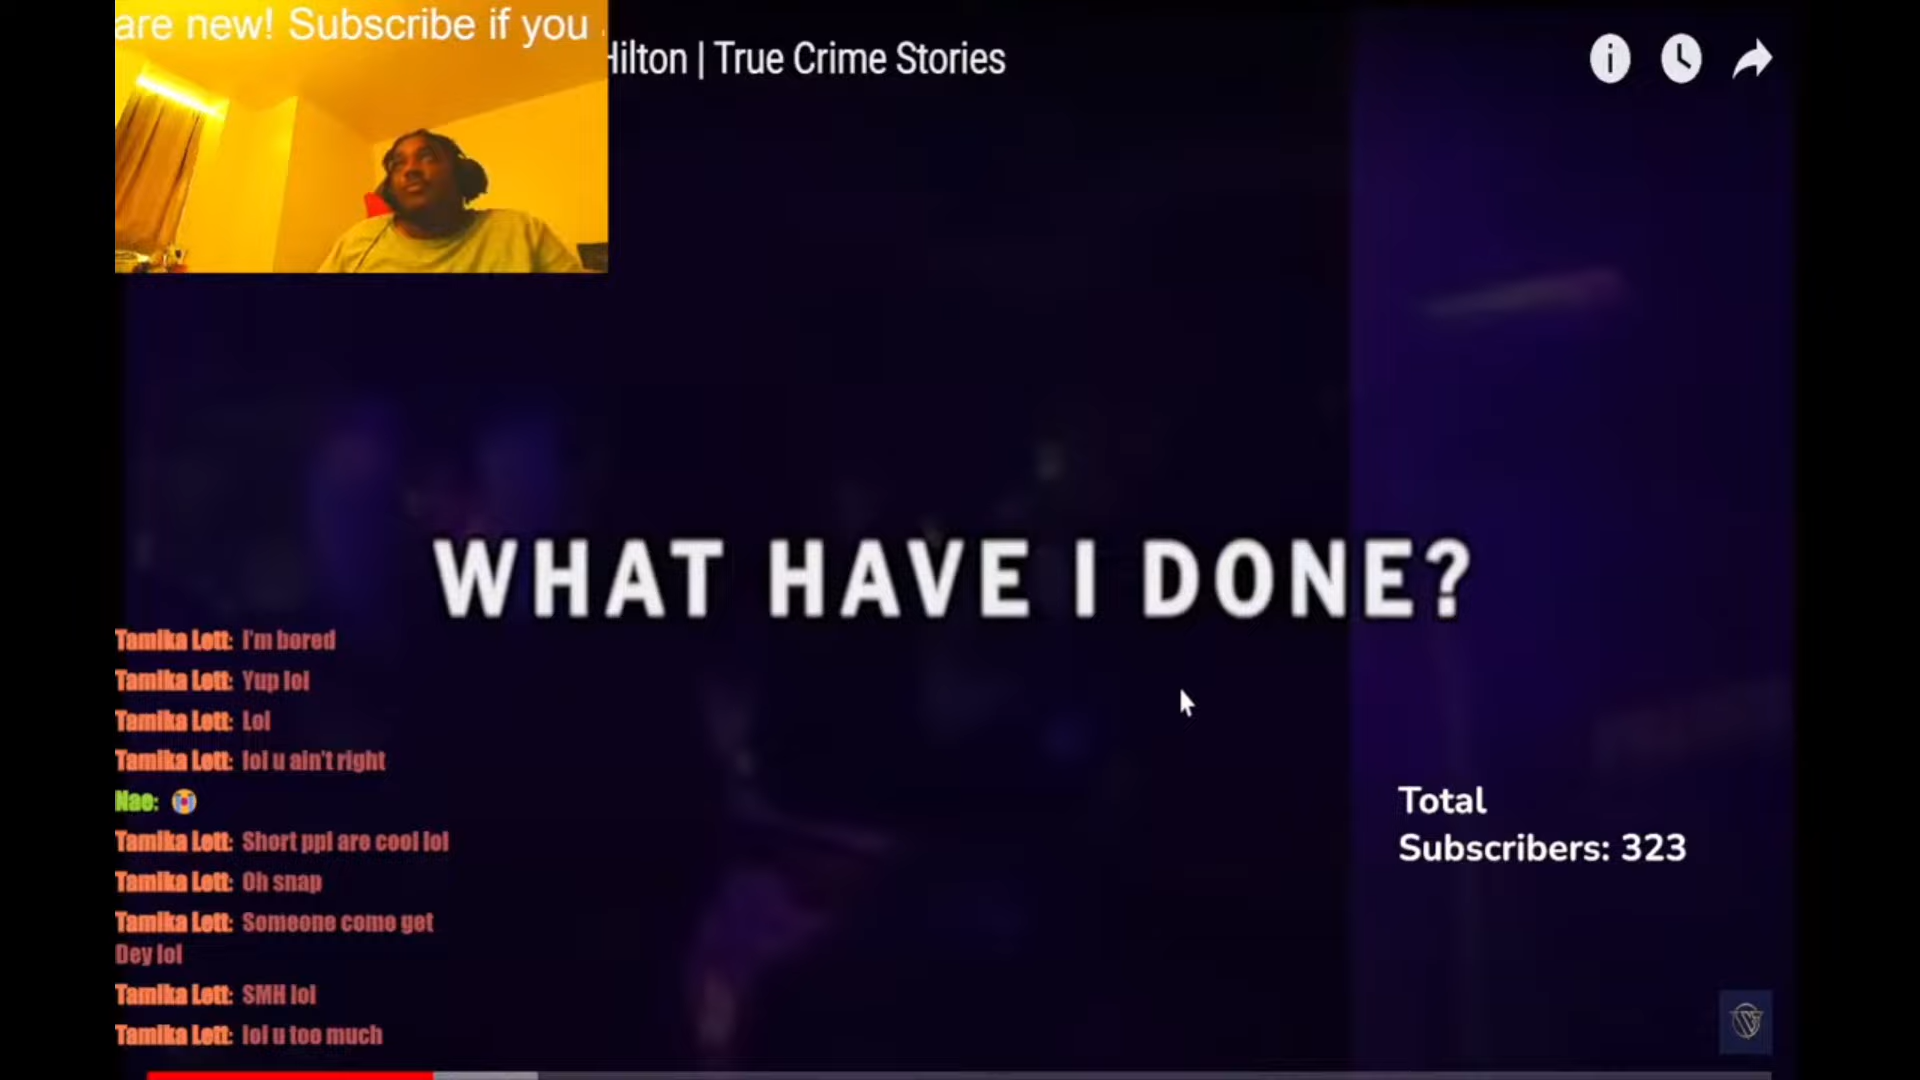 are new! Subscribe if you
Hilton | True Crime Stories
WHAT HAVE I DONE?
Tamika Lott: I'm bored
Tamika Lott: Yup lol
Tamika Lott: Lol
Tamika Lott: lol u ain't right
Nae: 😭
Tamika Lott: Short ppl are cool lol
Tamika Lott: Oh snap
Tamika Lott: Someone come get
Dey lol
Tamika Lott: SMH lol
Tamika Lott: lol u too much
Total
Subscribers: 323